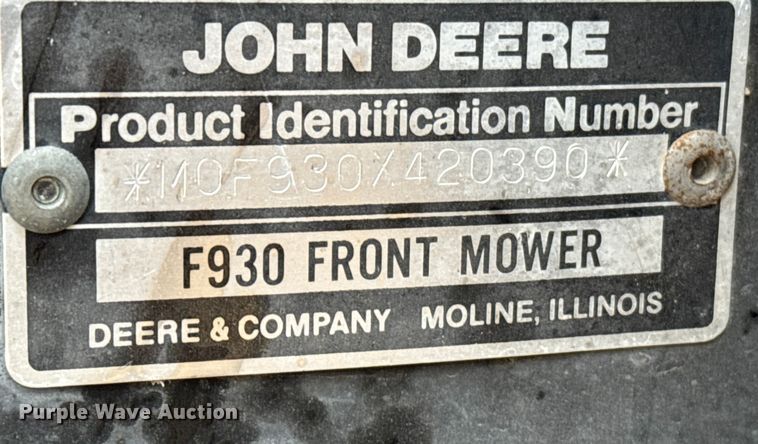 JOHN DEERE
Product Identification Number
*M0F930X420390*
F930 FRONT MOWER
DEERE & COMPANY MOLINE, ILLINOIS
Purple Wave Auction